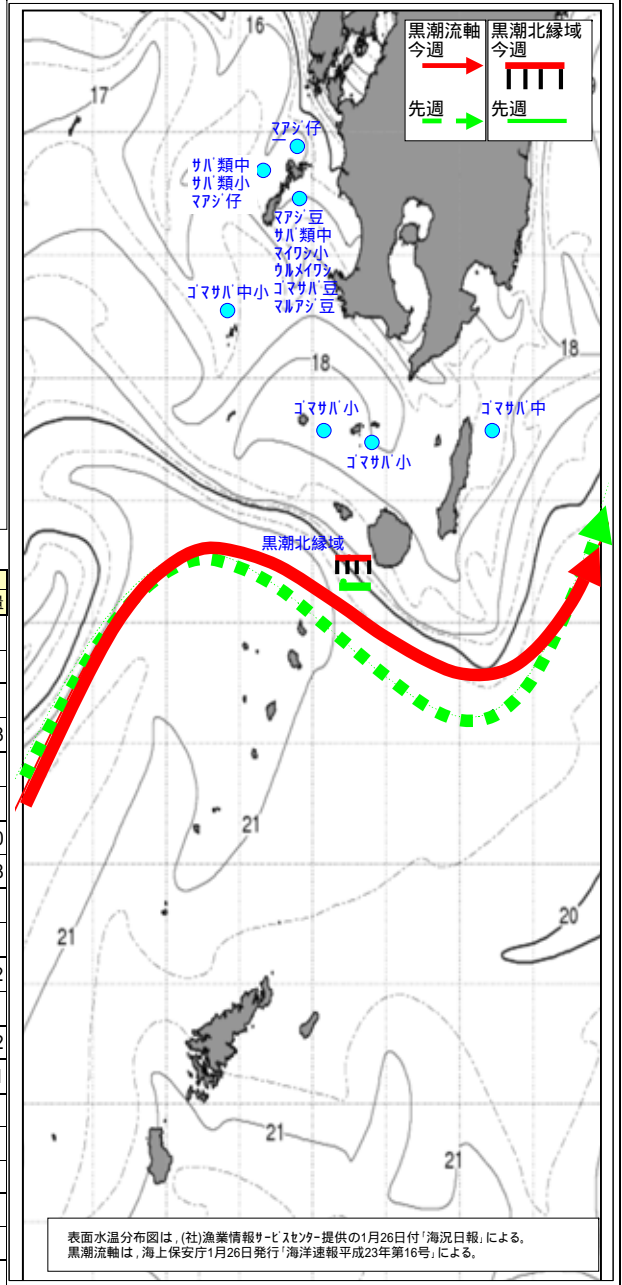 黒潮流軸
今週
先週
黒潮北縁域
今週
先週
16
17
マアジ仔
サバ類中
サバ類小
マアジ仔
マアジ豆
サバ類中
マイワシ小
ウルメイワシ
ゴマサバ豆
マルアジ豆
ゴマサバ中小
18
18
ゴマサバ小
ゴマサバ中
ゴマサバ小
黒潮北縁域
21
20
21
21
21
表面水温分布図は，(社)漁業情報サービスセンター提供の1月26日付「海況日報」による。
黒潮流軸は，海上保安庁1月26日発行「海洋速報平成23年第16号」による。